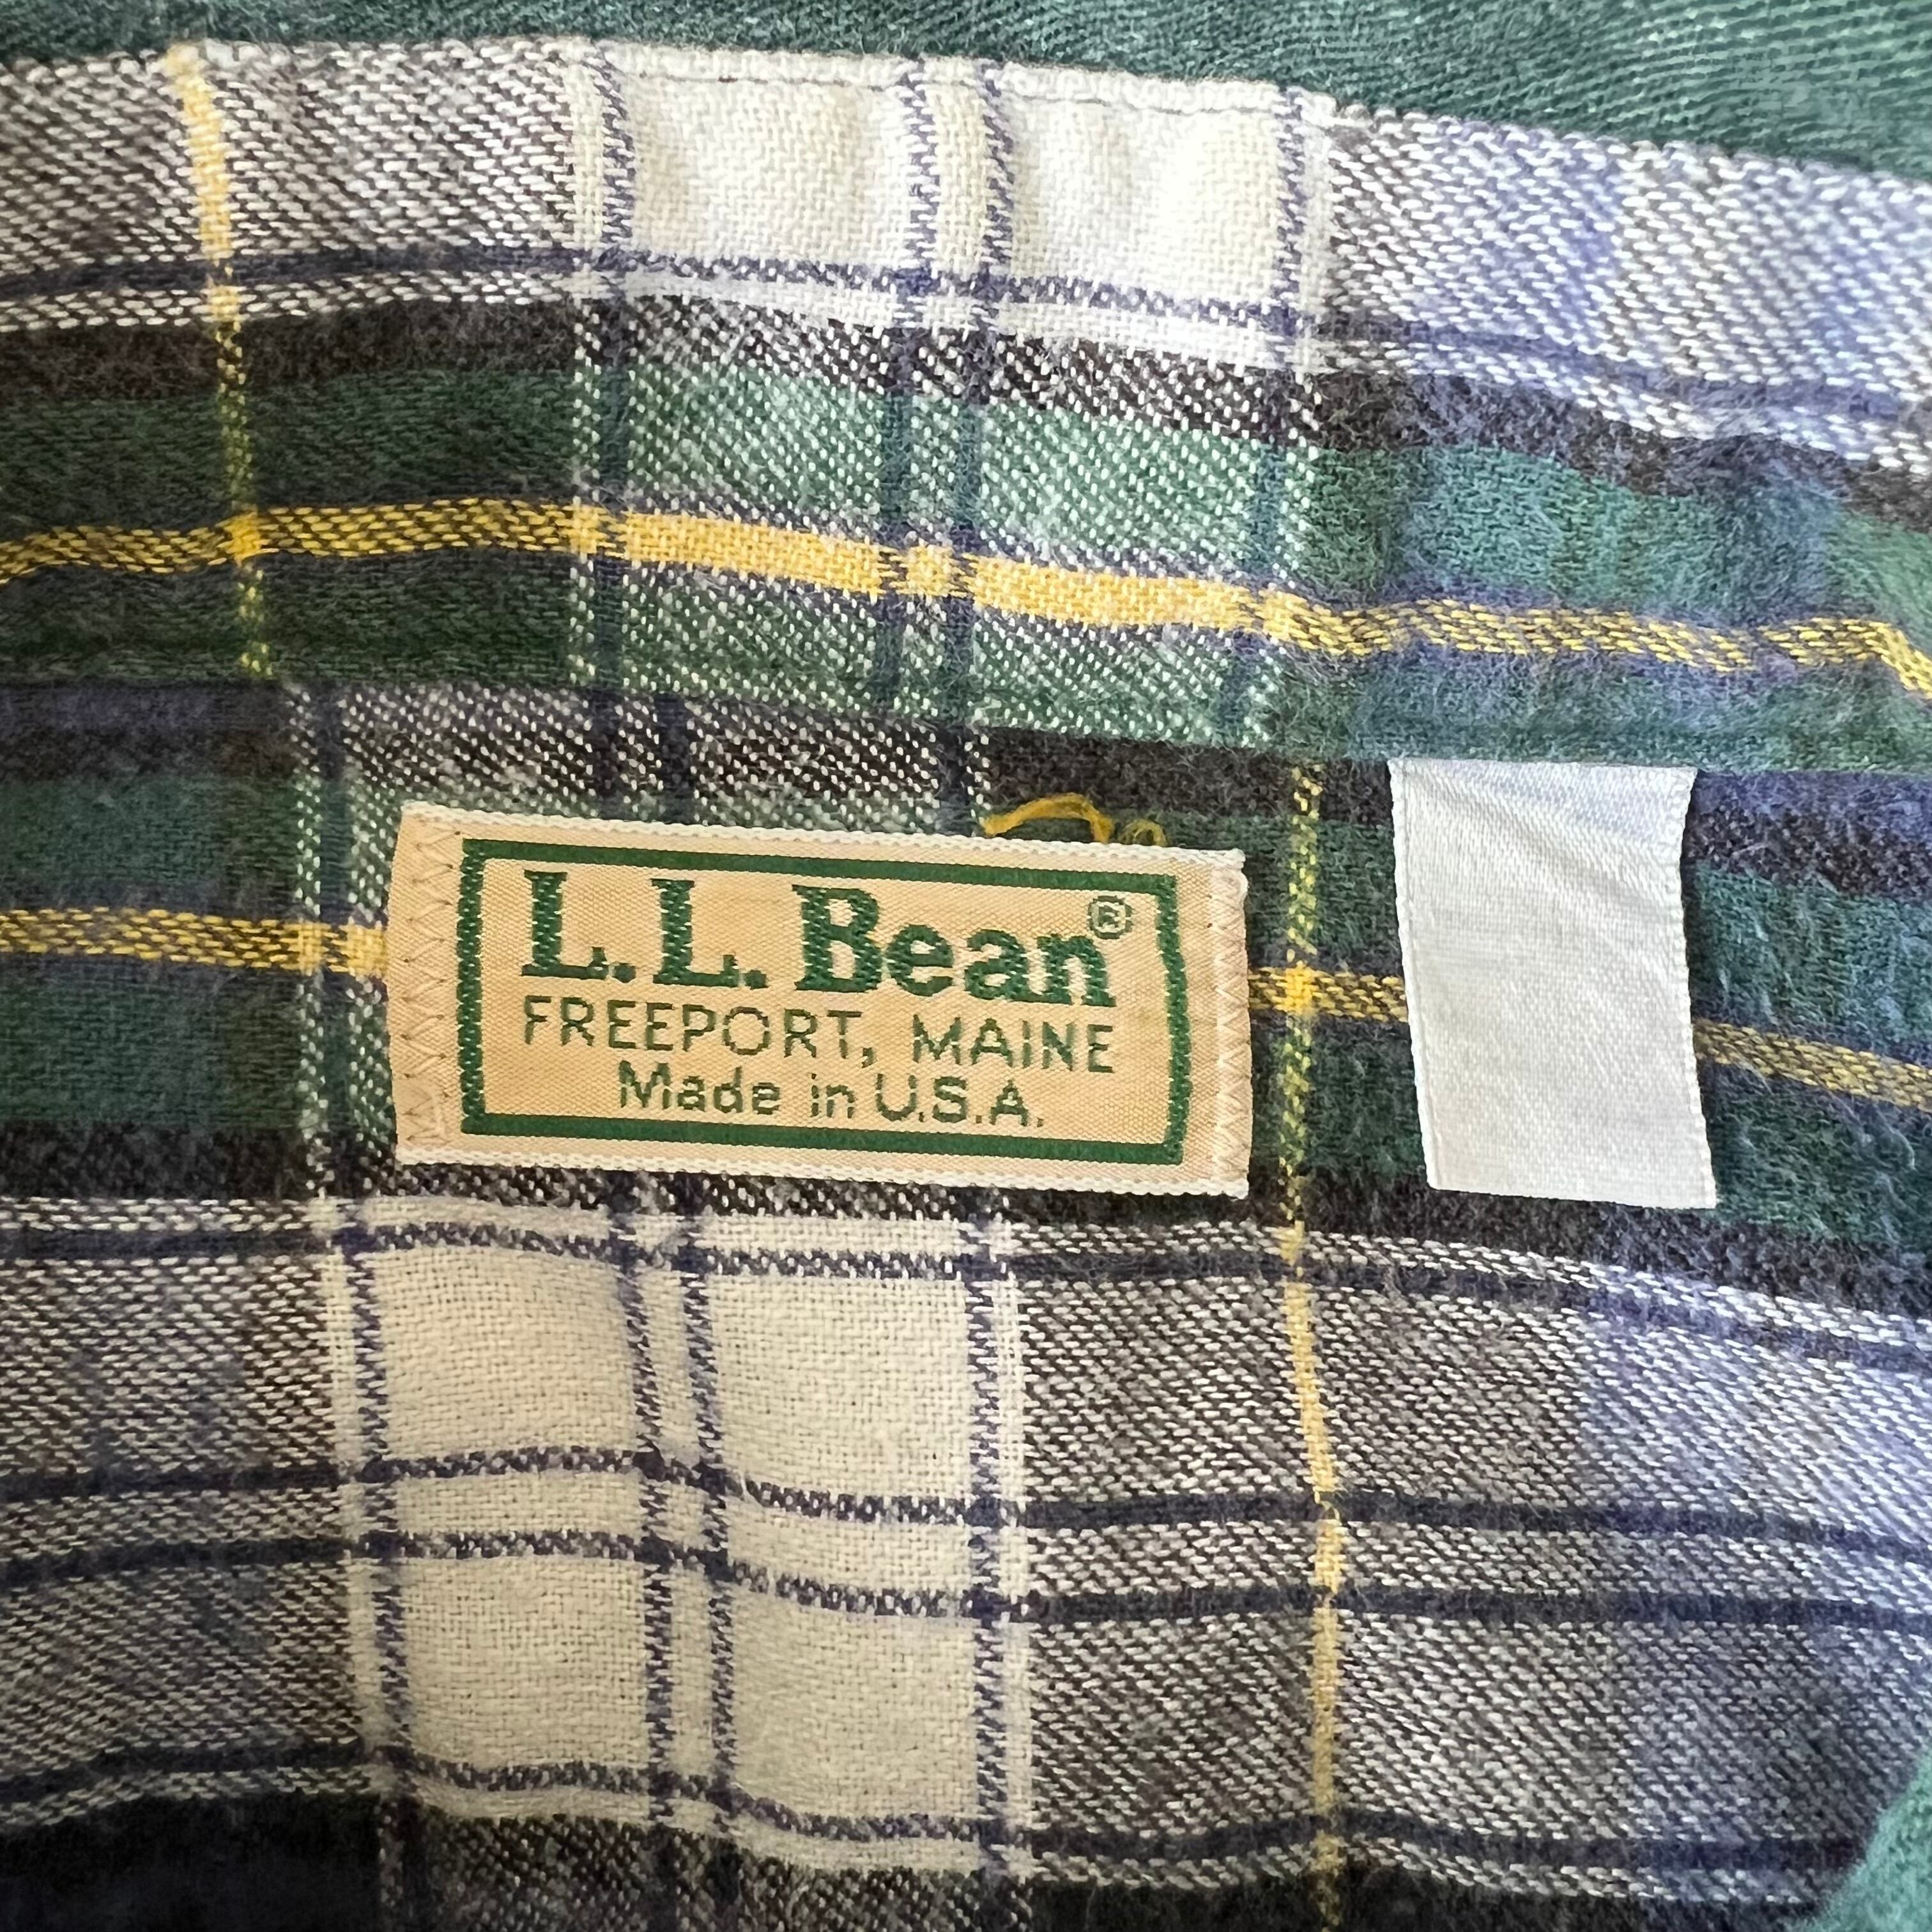 L.L.Bean®
FREEPORT, MAINE
Made in U.S.A.